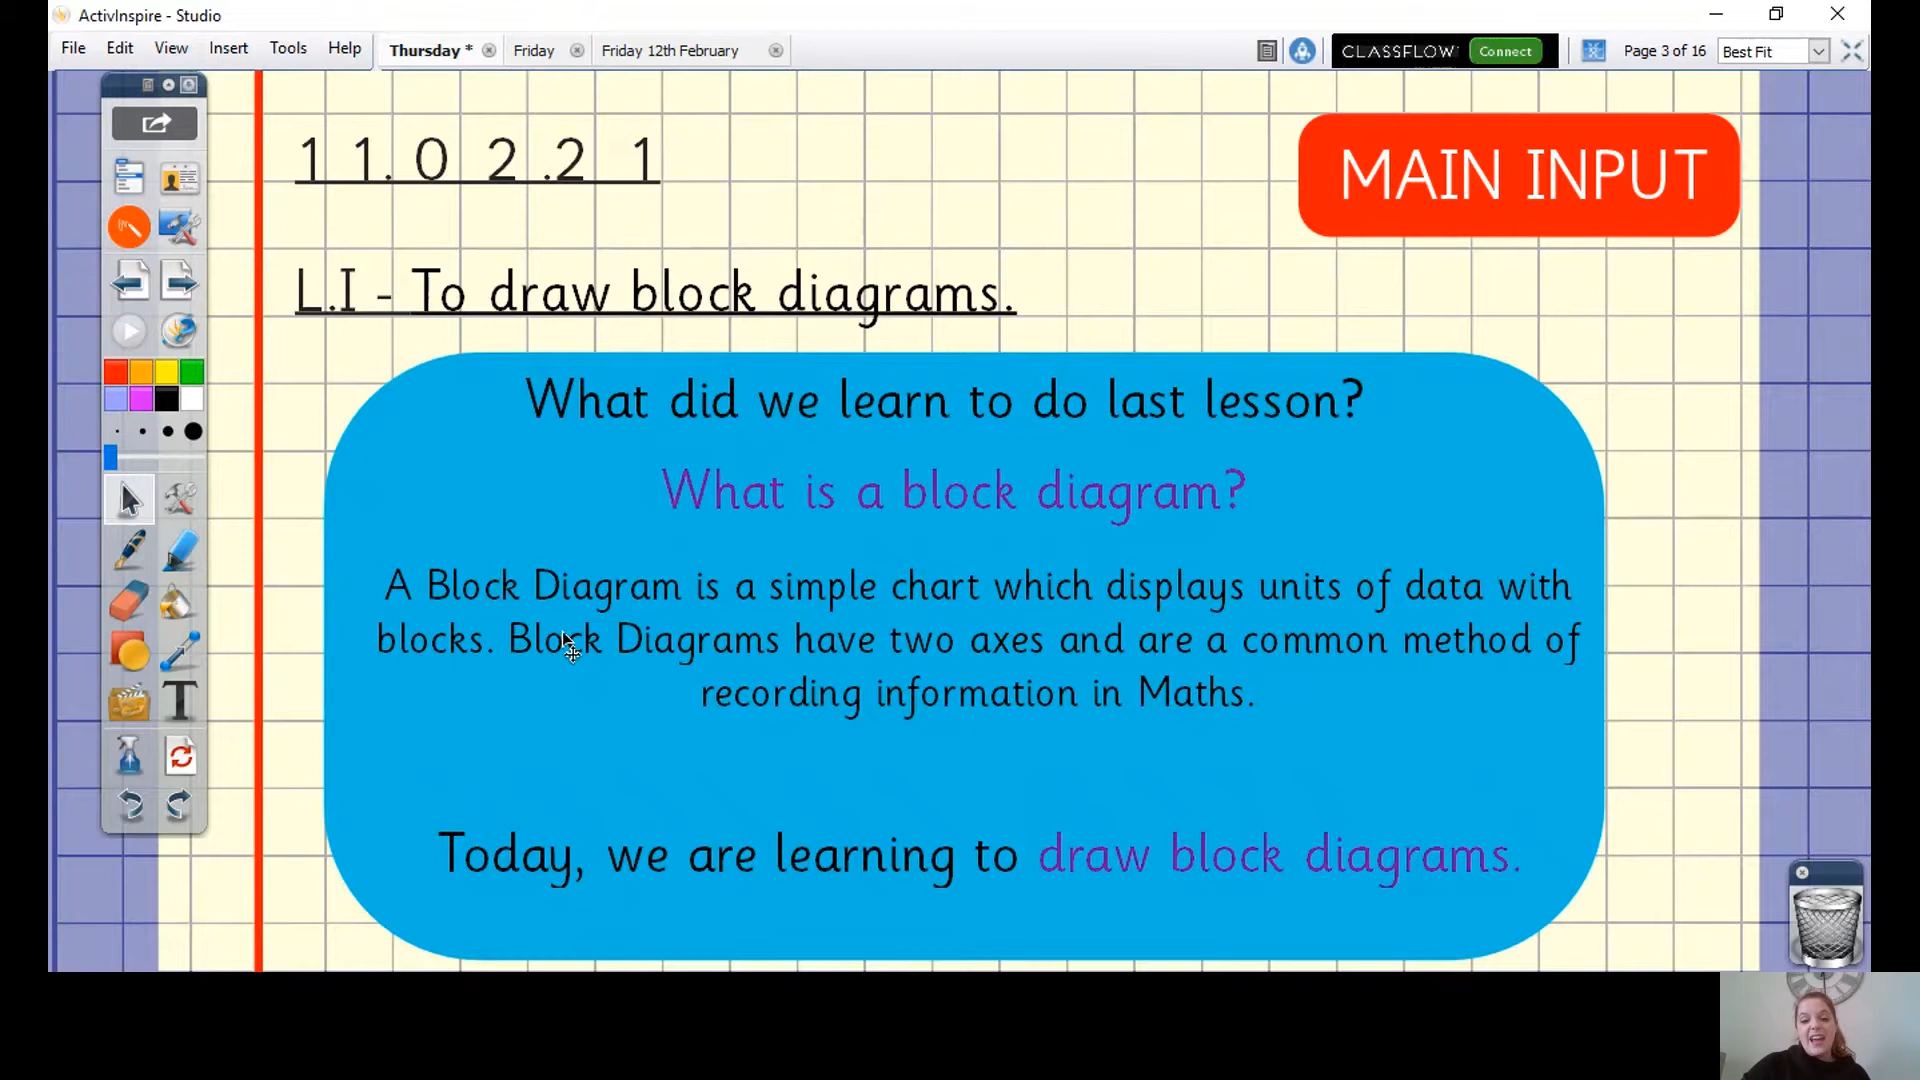 ActivInspire - Studio
File Edit View Insert Tools Help
Thursday * Friday Friday 12th February
CLASSFLOW Connect Page 3 of 16 Best Fit
11.02.21
MAIN INPUT
L.I - To draw block diagrams.
What did we learn to do last lesson?
What is a block diagram?
A Block Diagram is a simple chart which displays units of data with
blocks. Block Diagrams have two axes and are a common method of
recording information in Maths.
Today, we are learning to draw block diagrams.